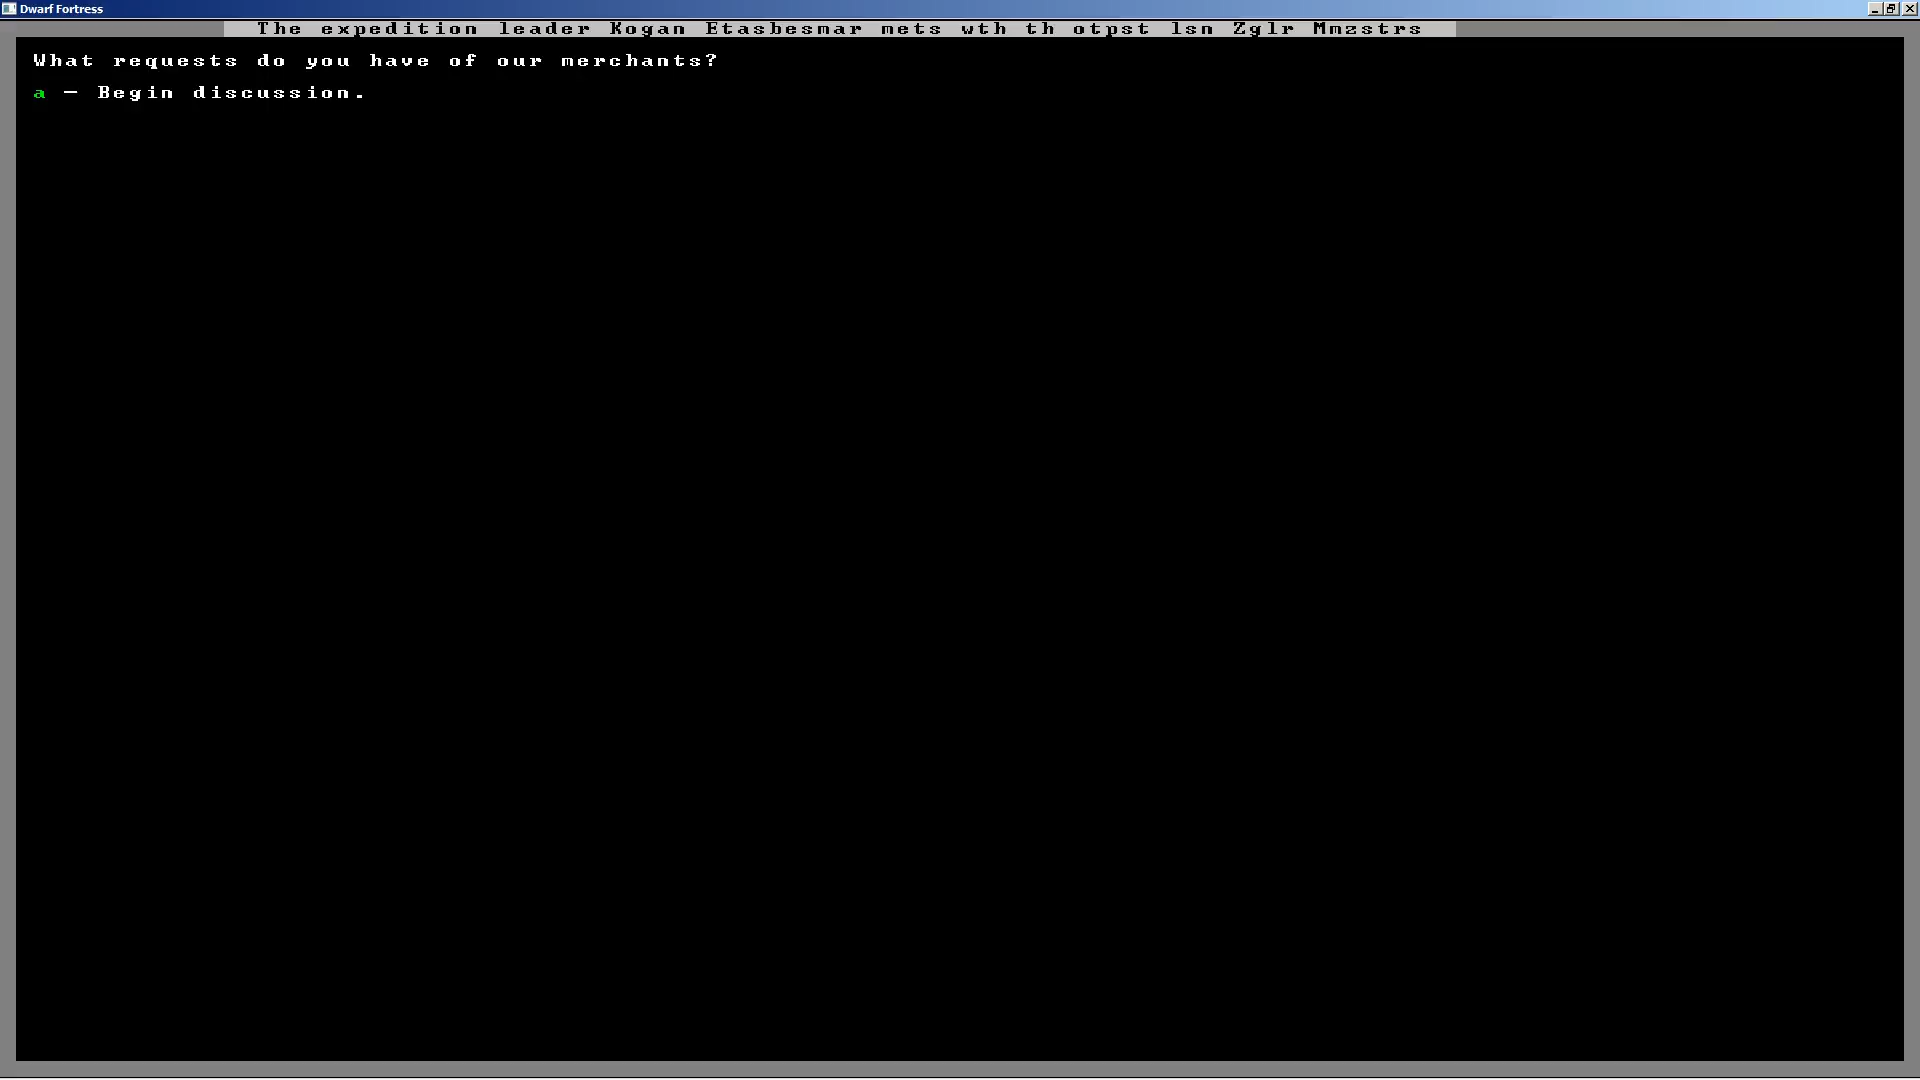 Dwarf Fortress
The expedition leader Kogan Etasbesmar mets wth th otpst lsn Zglr Mmzstrs
What requests do you have of our merchants?
a - Begin discussion.